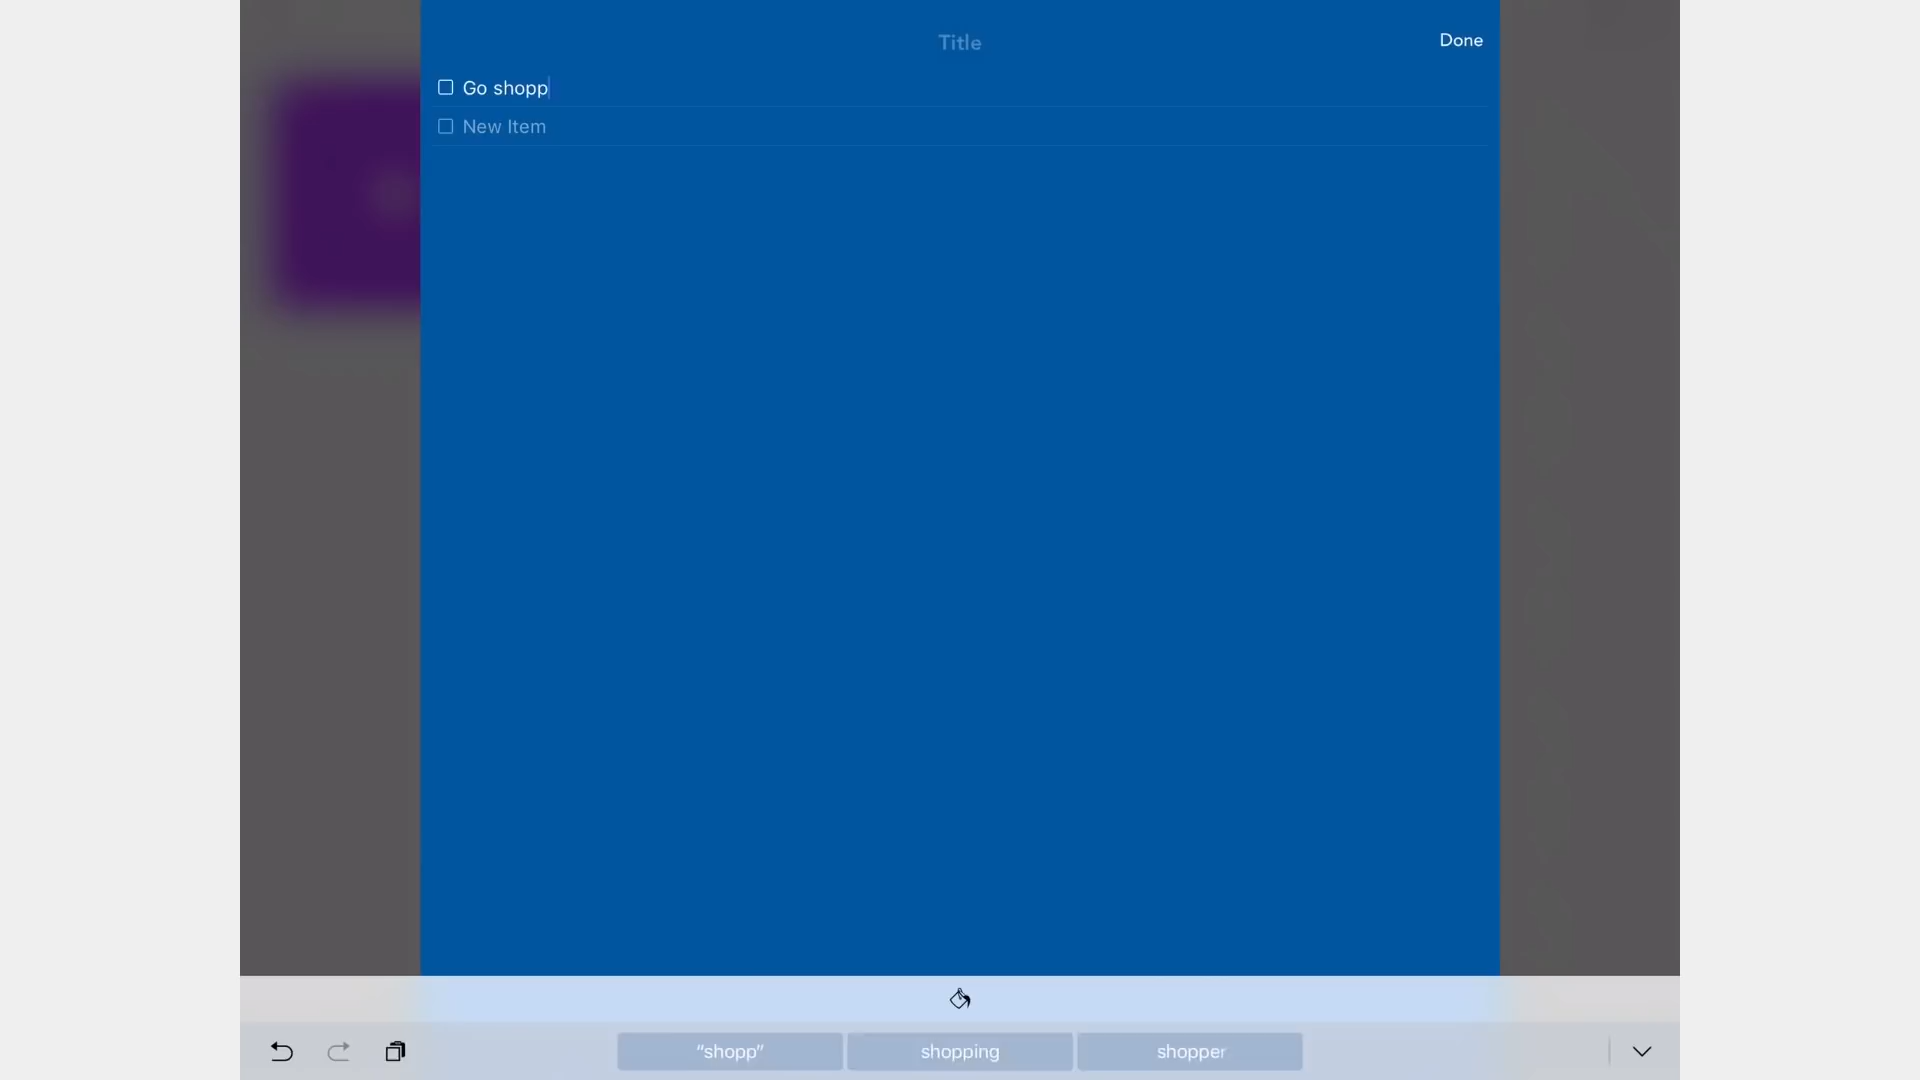 Title
Done
Go shopp
New Item
“shopp”
shopping
shopper